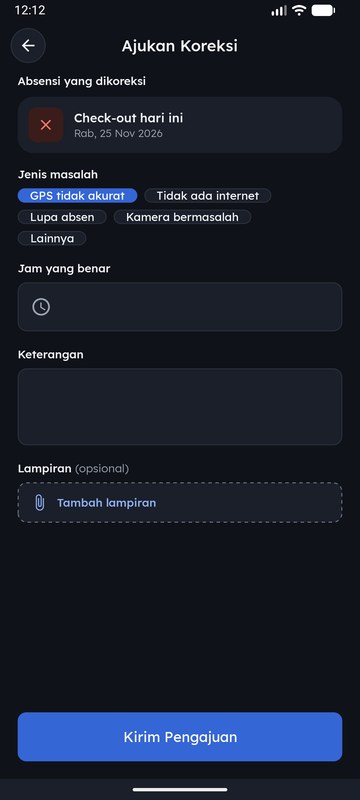 12:12
Ajukan Koreksi
Absensi yang dikoreksi
Check-out hari ini
Rab, 25 Nov 2026
Jenis masalah
GPS tidak akurat
Tidak ada internet
Lupa absen
Kamera bermasalah
Lainnya
Jam yang benar
Keterangan
Lampiran (opsional)
Tambah lampiran
Kirim Pengajuan